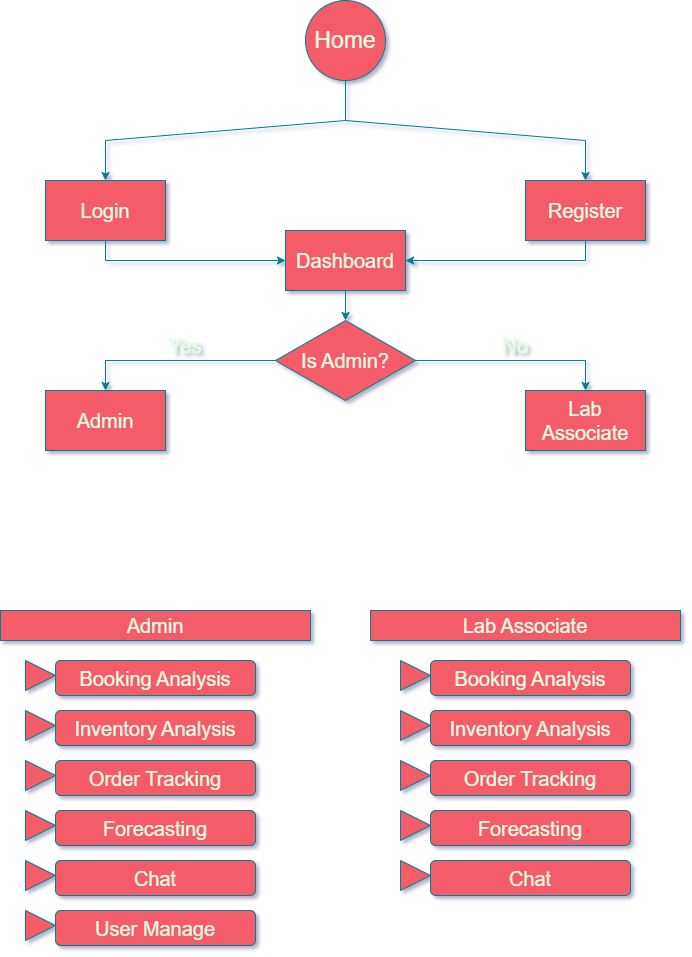 Home
Login
Register
Dashboard
Yes
No
Is Admin?
Admin
Lab
Associate
Admin
Lab Associate
Booking Analysis
Booking Analysis
Inventory Analysis
Inventory Analysis
Order Tracking
Order Tracking
Forecasting
Forecasting
Chat
Chat
User Manage